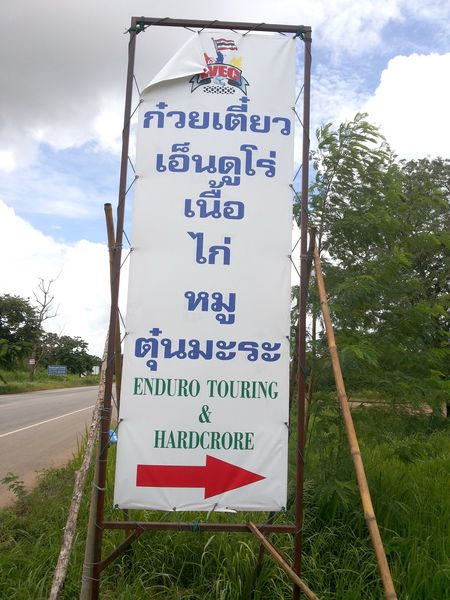 VEC
ก๋วยเตี๋ยว
เอ็นดูโร่
เนื้อ
ไก่
หมู
ตุ๋นมะระ
ENDURO TOURING
&
HARDCRORE